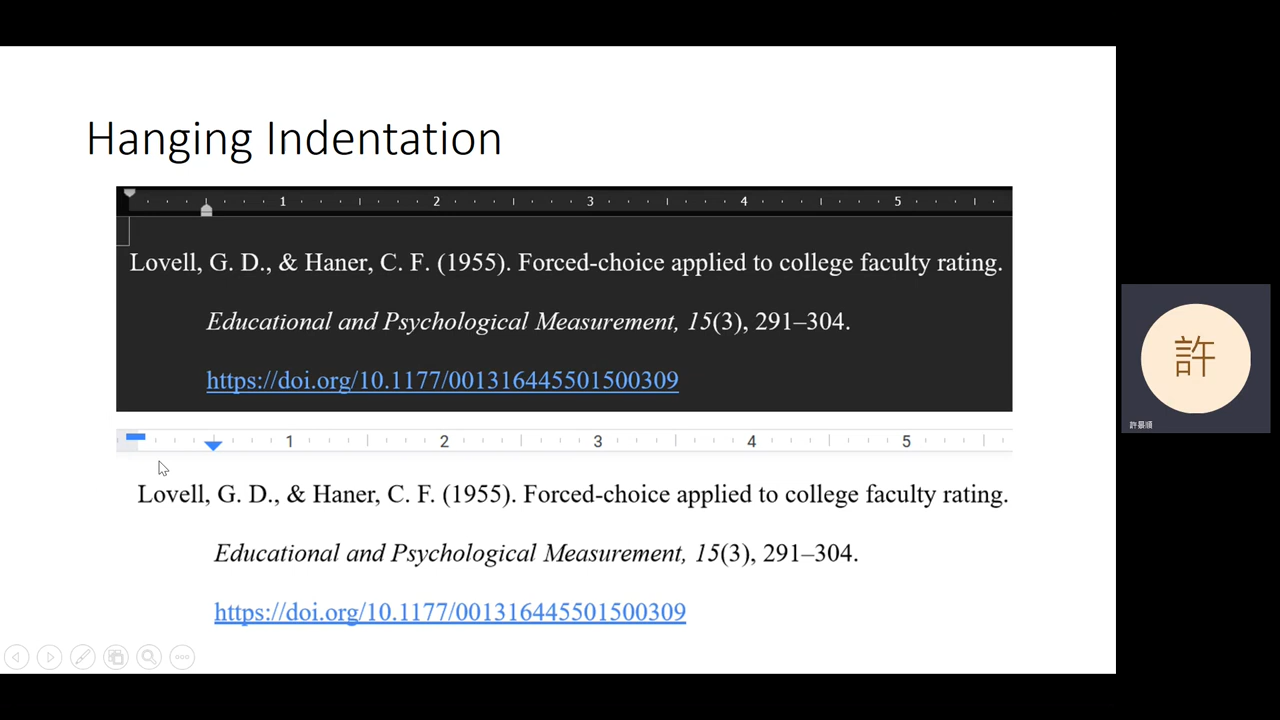 Hanging Indentation
1 2 3 4 5
Lovell, G. D., & Haner, C. F. (1955). Forced-choice applied to college faculty rating.
Educational and Psychological Measurement, 15(3), 291–304.
https://doi.org/10.1177/001316445501500309
1 2 3 4 5
Lovell, G. D., & Haner, C. F. (1955). Forced-choice applied to college faculty rating.
Educational and Psychological Measurement, 15(3), 291–304.
https://doi.org/10.1177/001316445501500309
許
許景順